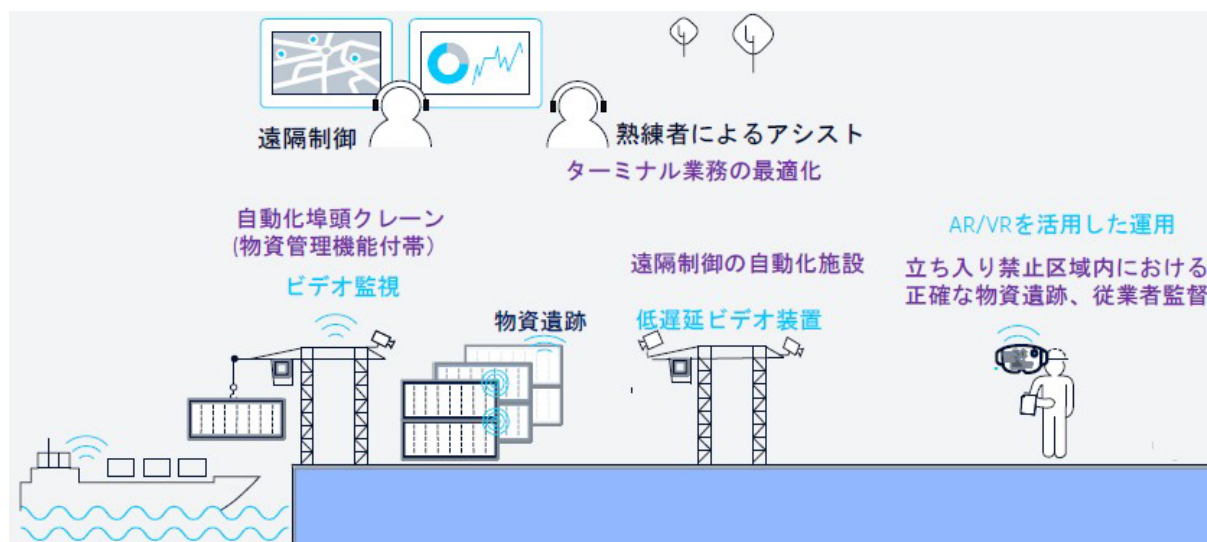 遠隔制御
熟練者によるアシスト
ターミナル業務の最適化
自動化埠頭クレーン
(物資管理機能付帯)
ビデオ監視
物資遺跡
遠隔制御の自動化施設
低遅延ビデオ装置
AR/VRを活用した運用
立ち入り禁止区域内における
正確な物資遺跡、従業者監督